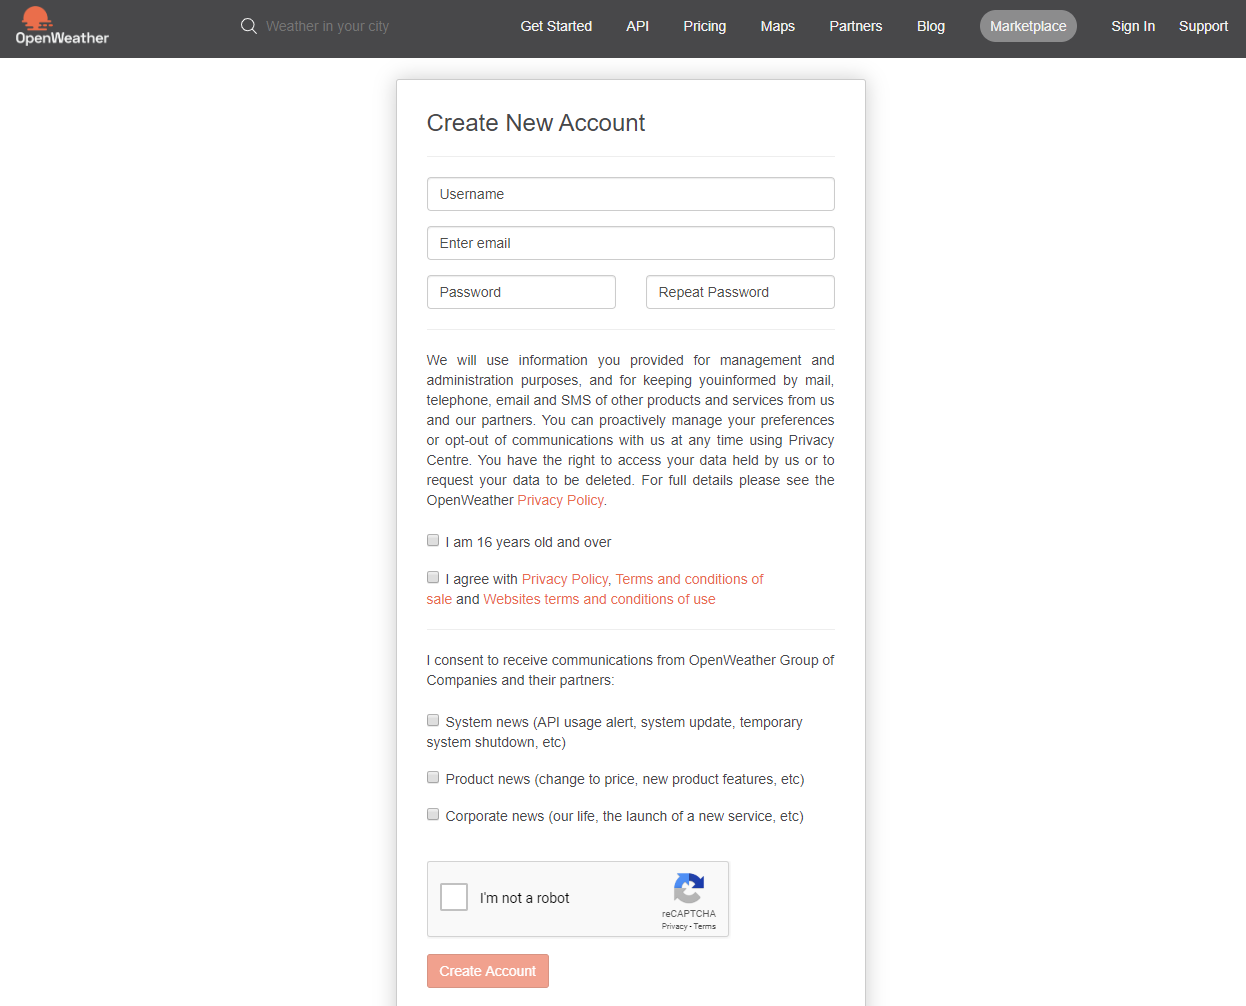 OpenWeather
Weather in your city
Get Started
API
Pricing
Maps
Partners
Blog
Marketplace
Sign In
Support
Create New Account
Username
Enter email
Password
Repeat Password
We will use information you provided for management and
administration purposes, and for keeping youinformed by mail,
telephone, email and SMS of other products and services from us
and our partners. You can proactively manage your preferences
or opt-out of communications with us at any time using Privacy
Centre. You have the right to access your data held by us or to
request your data to be deleted. For full details please see the
OpenWeather Privacy Policy.
I am 16 years old and over
I agree with Privacy Policy, Terms and conditions of
sale and Websites terms and conditions of use
I consent to receive communications from OpenWeather Group of
Companies and their partners:
System news (API usage alert, system update, temporary
system shutdown, etc)
Product news (change to price, new product features, etc)
Corporate news (our life, the launch of a new service, etc)
I'm not a robot
reCAPTCHA
Privacy - Terms
Create Account